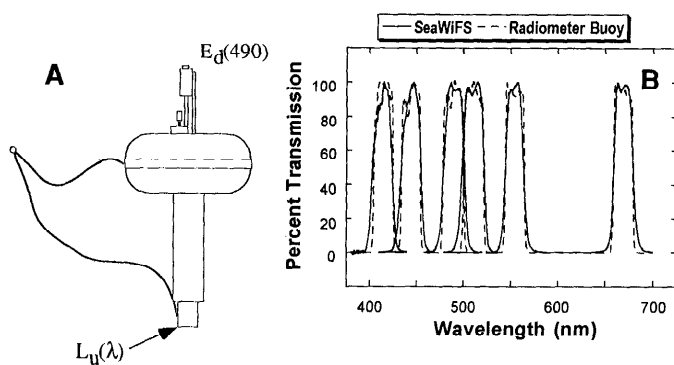 SeaWiFS Radiometer Buoy
A
E_d(490)
L_u(λ)
B
Percent Transmission
100
80
60
40
20
0
400 500 600 700
Wavelength (nm)